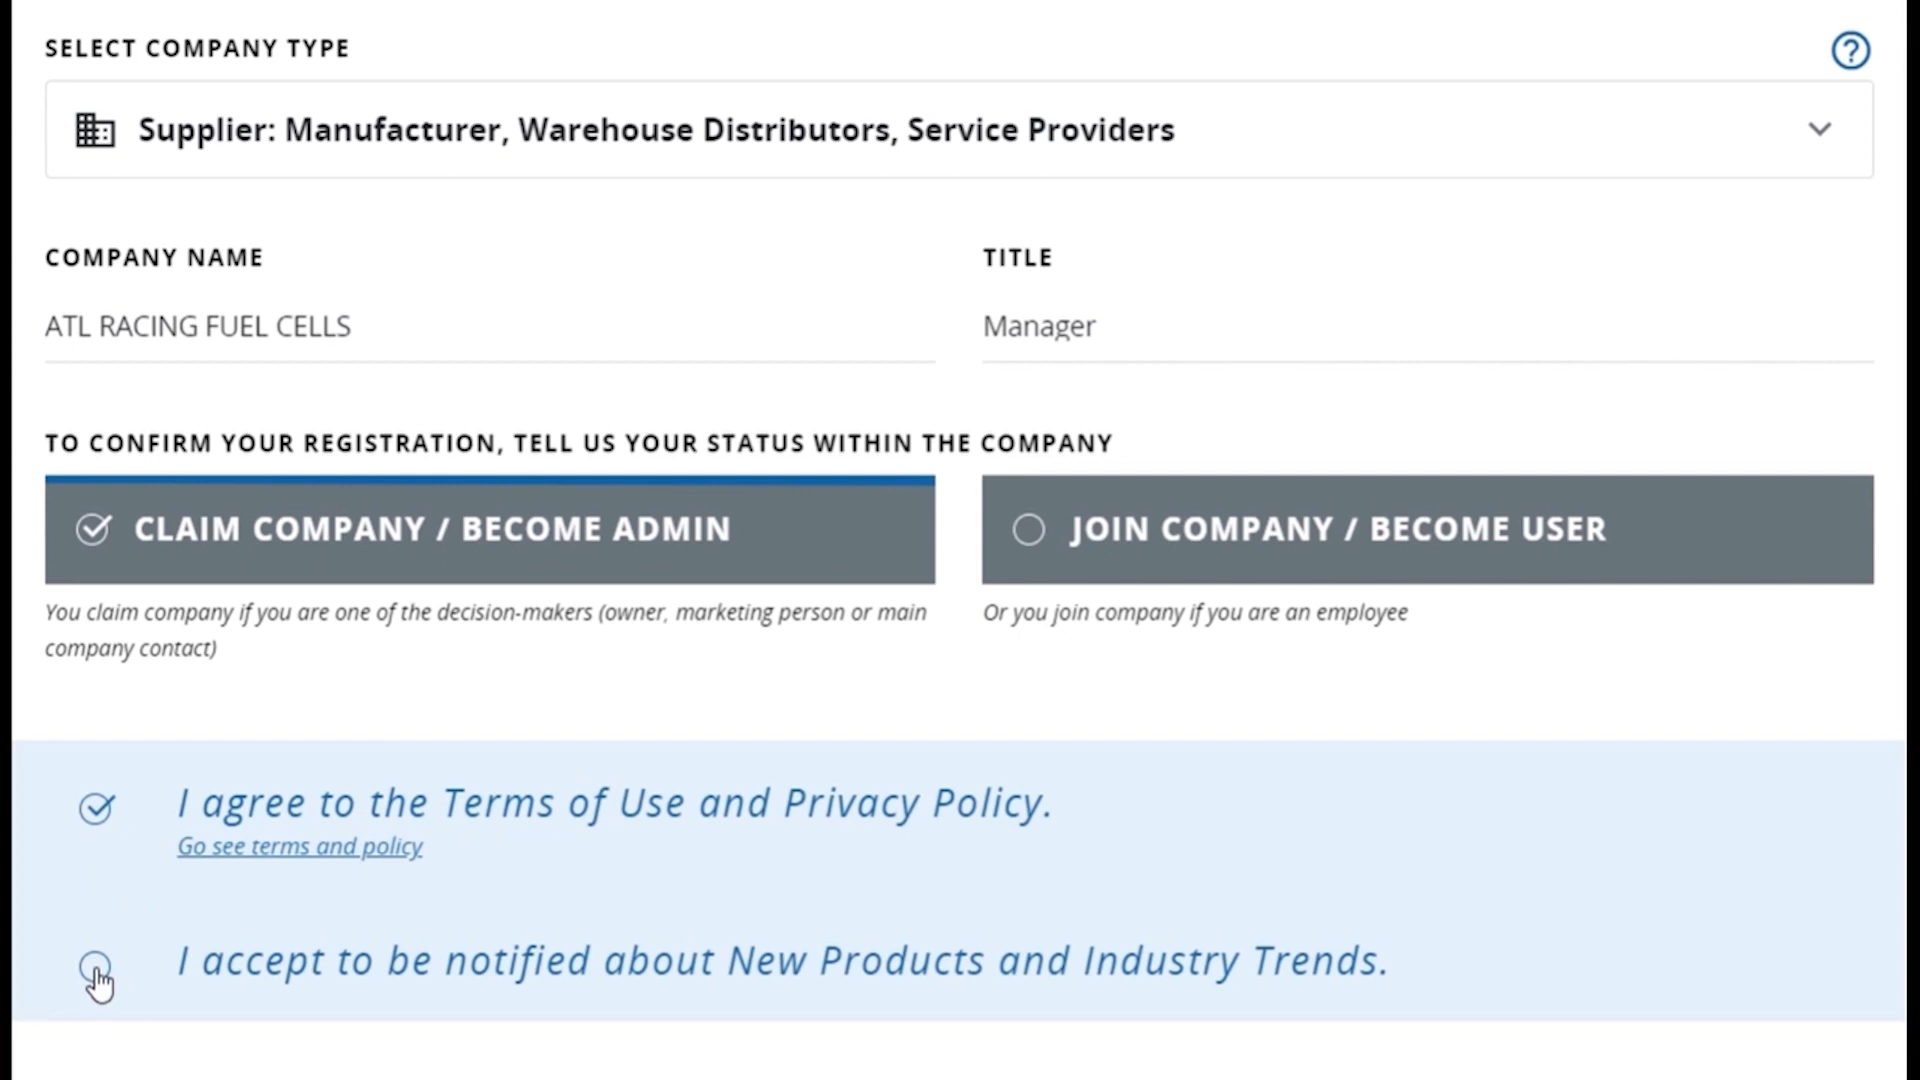 SELECT COMPANY TYPE
?
Supplier: Manufacturer, Warehouse Distributors, Service Providers
COMPANY NAME
TITLE
ATL RACING FUEL CELLS
Manager
TO CONFIRM YOUR REGISTRATION, TELL US YOUR STATUS WITHIN THE COMPANY
CLAIM COMPANY / BECOME ADMIN
JOIN COMPANY / BECOME USER
You claim company if you are one of the decision-makers (owner, marketing person or main
company contact)
Or you join company if you are an employee
I agree to the Terms of Use and Privacy Policy.
Go see terms and policy
I accept to be notified about New Products and Industry Trends.